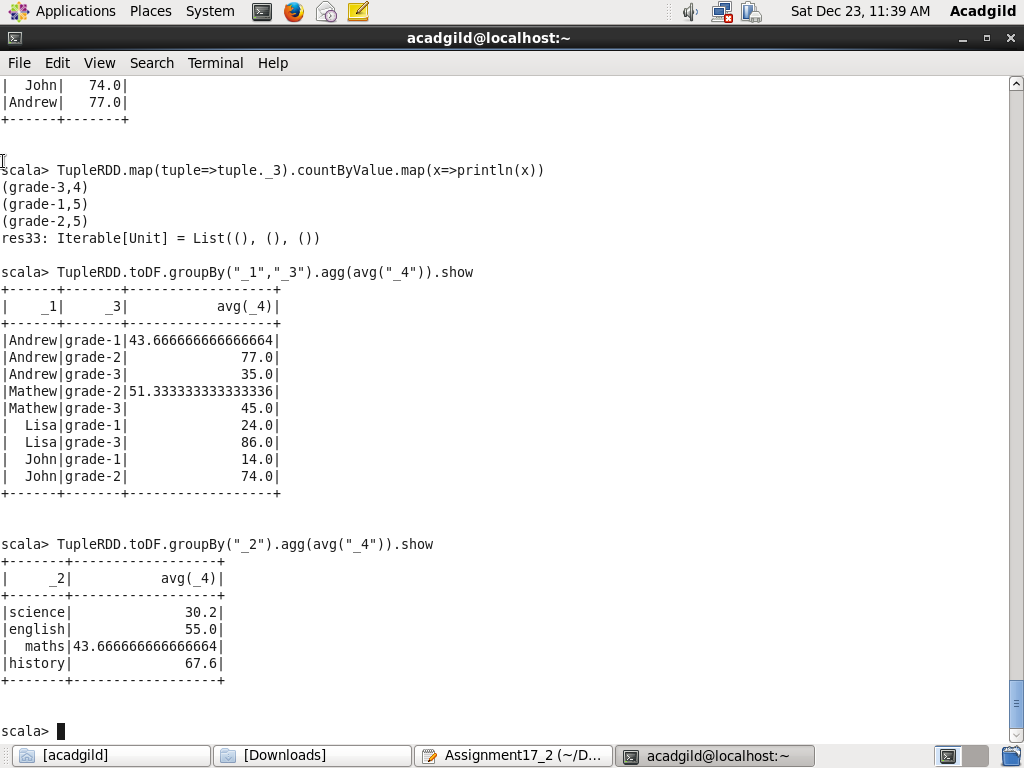 Applications Places System Sat Dec 23, 11:39 AM Acadgild
acadgild@localhost:~
File Edit View Search Terminal Help
|  John|   74.0|
|Andrew|   77.0|
+------+-------+
scala> TupleRDD.map(tuple=>tuple._3).countByValue.map(x=>println(x))
(grade-3,4)
(grade-1,5)
(grade-2,5)
res33: Iterable[Unit] = List((), (), ())
scala> TupleRDD.toDF.groupBy("_1","_3").agg(avg("_4")).show
+------+-------+------------------+
|    _1|     _3|           avg(_4)|
+------+-------+------------------+
|Andrew|grade-1|43.666666666666664|
|Andrew|grade-2|              77.0|
|Andrew|grade-3|              35.0|
|Mathew|grade-2|51.333333333333336|
|Mathew|grade-3|              45.0|
|  Lisa|grade-1|              24.0|
|  Lisa|grade-3|              86.0|
|  John|grade-1|              14.0|
|  John|grade-2|              74.0|
+------+-------+------------------+
scala> TupleRDD.toDF.groupBy("_2").agg(avg("_4")).show
+-------+------------------+
|     _2|           avg(_4)|
+-------+------------------+
|science|              30.2|
|english|              55.0|
|  maths|43.666666666666664|
|history|              67.6|
+-------+------------------+
scala>
[acadgild] [Downloads] Assignment17_2 (~/D... acadgild@localhost:~